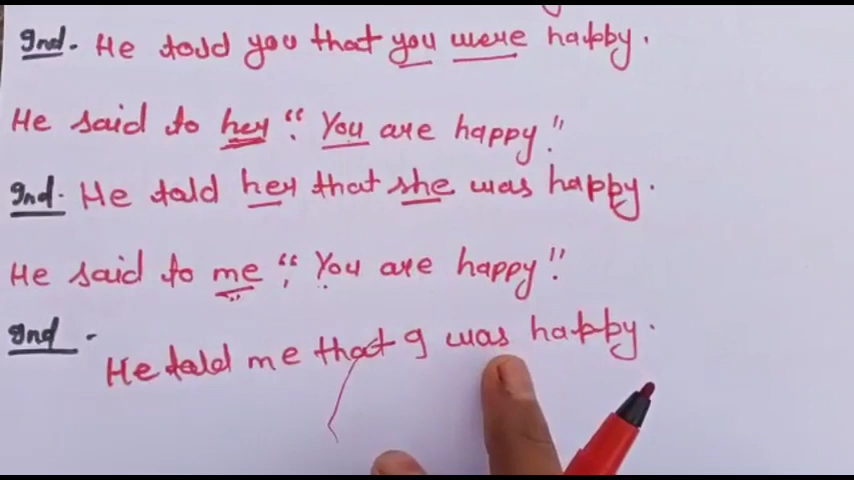 Ind. He told you that you were happy.
He said to her, "You are happy."
Ind. He told her that she was happy.
He said to me, "You are happy."
Ind. He told me that I was happy.